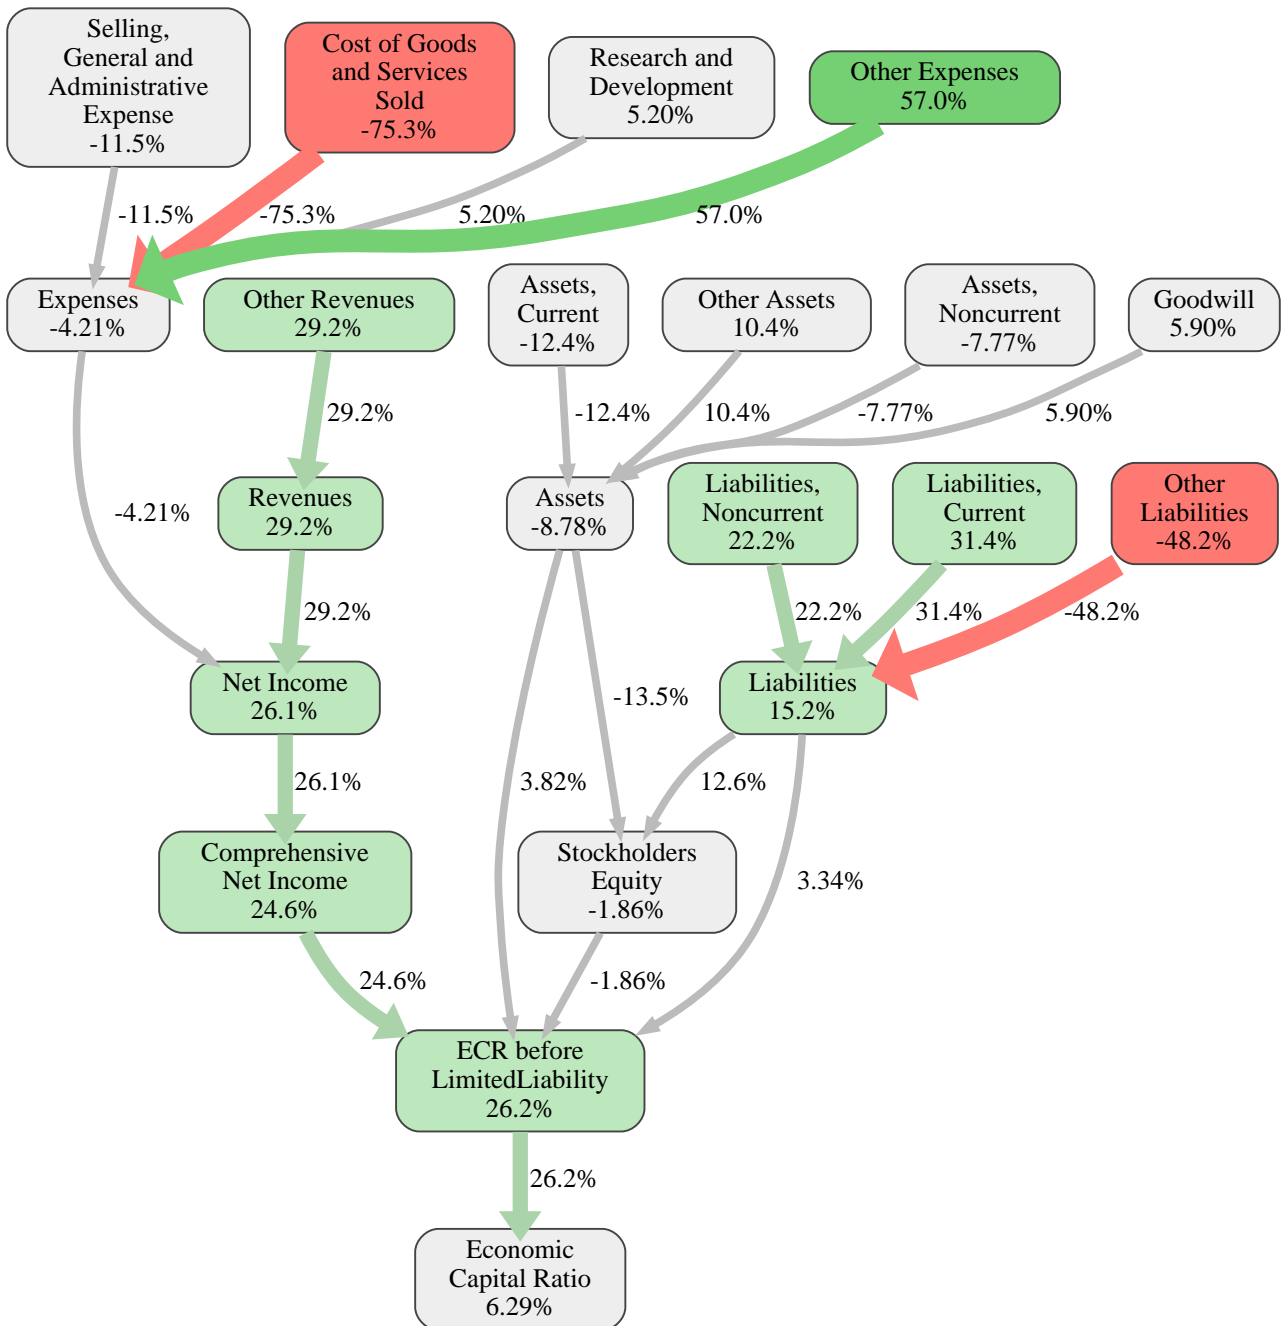 Selling,
General and
Administrative
Expense
-11.5%
Cost of Goods
and Services
Sold
-75.3%
Research and
Development
5.20%
Other Expenses
57.0%
-11.5%
-75.3%
5.20%
57.0%
Expenses
-4.21%
Other Revenues
29.2%
Assets,
Current
-12.4%
Other Assets
10.4%
Assets,
Noncurrent
-7.77%
Goodwill
5.90%
29.2%
-12.4%
10.4%
-7.77%
5.90%
-4.21%
Revenues
29.2%
Assets
-8.78%
Liabilities,
Noncurrent
22.2%
Liabilities,
Current
31.4%
Other
Liabilities
-48.2%
29.2%
22.2%
31.4%
-48.2%
Net Income
26.1%
-13.5%
Liabilities
15.2%
26.1%
3.82%
12.6%
Comprehensive
Net Income
24.6%
Stockholders
Equity
-1.86%
3.34%
24.6%
-1.86%
ECR before
LimitedLiability
26.2%
26.2%
Economic
Capital Ratio
6.29%